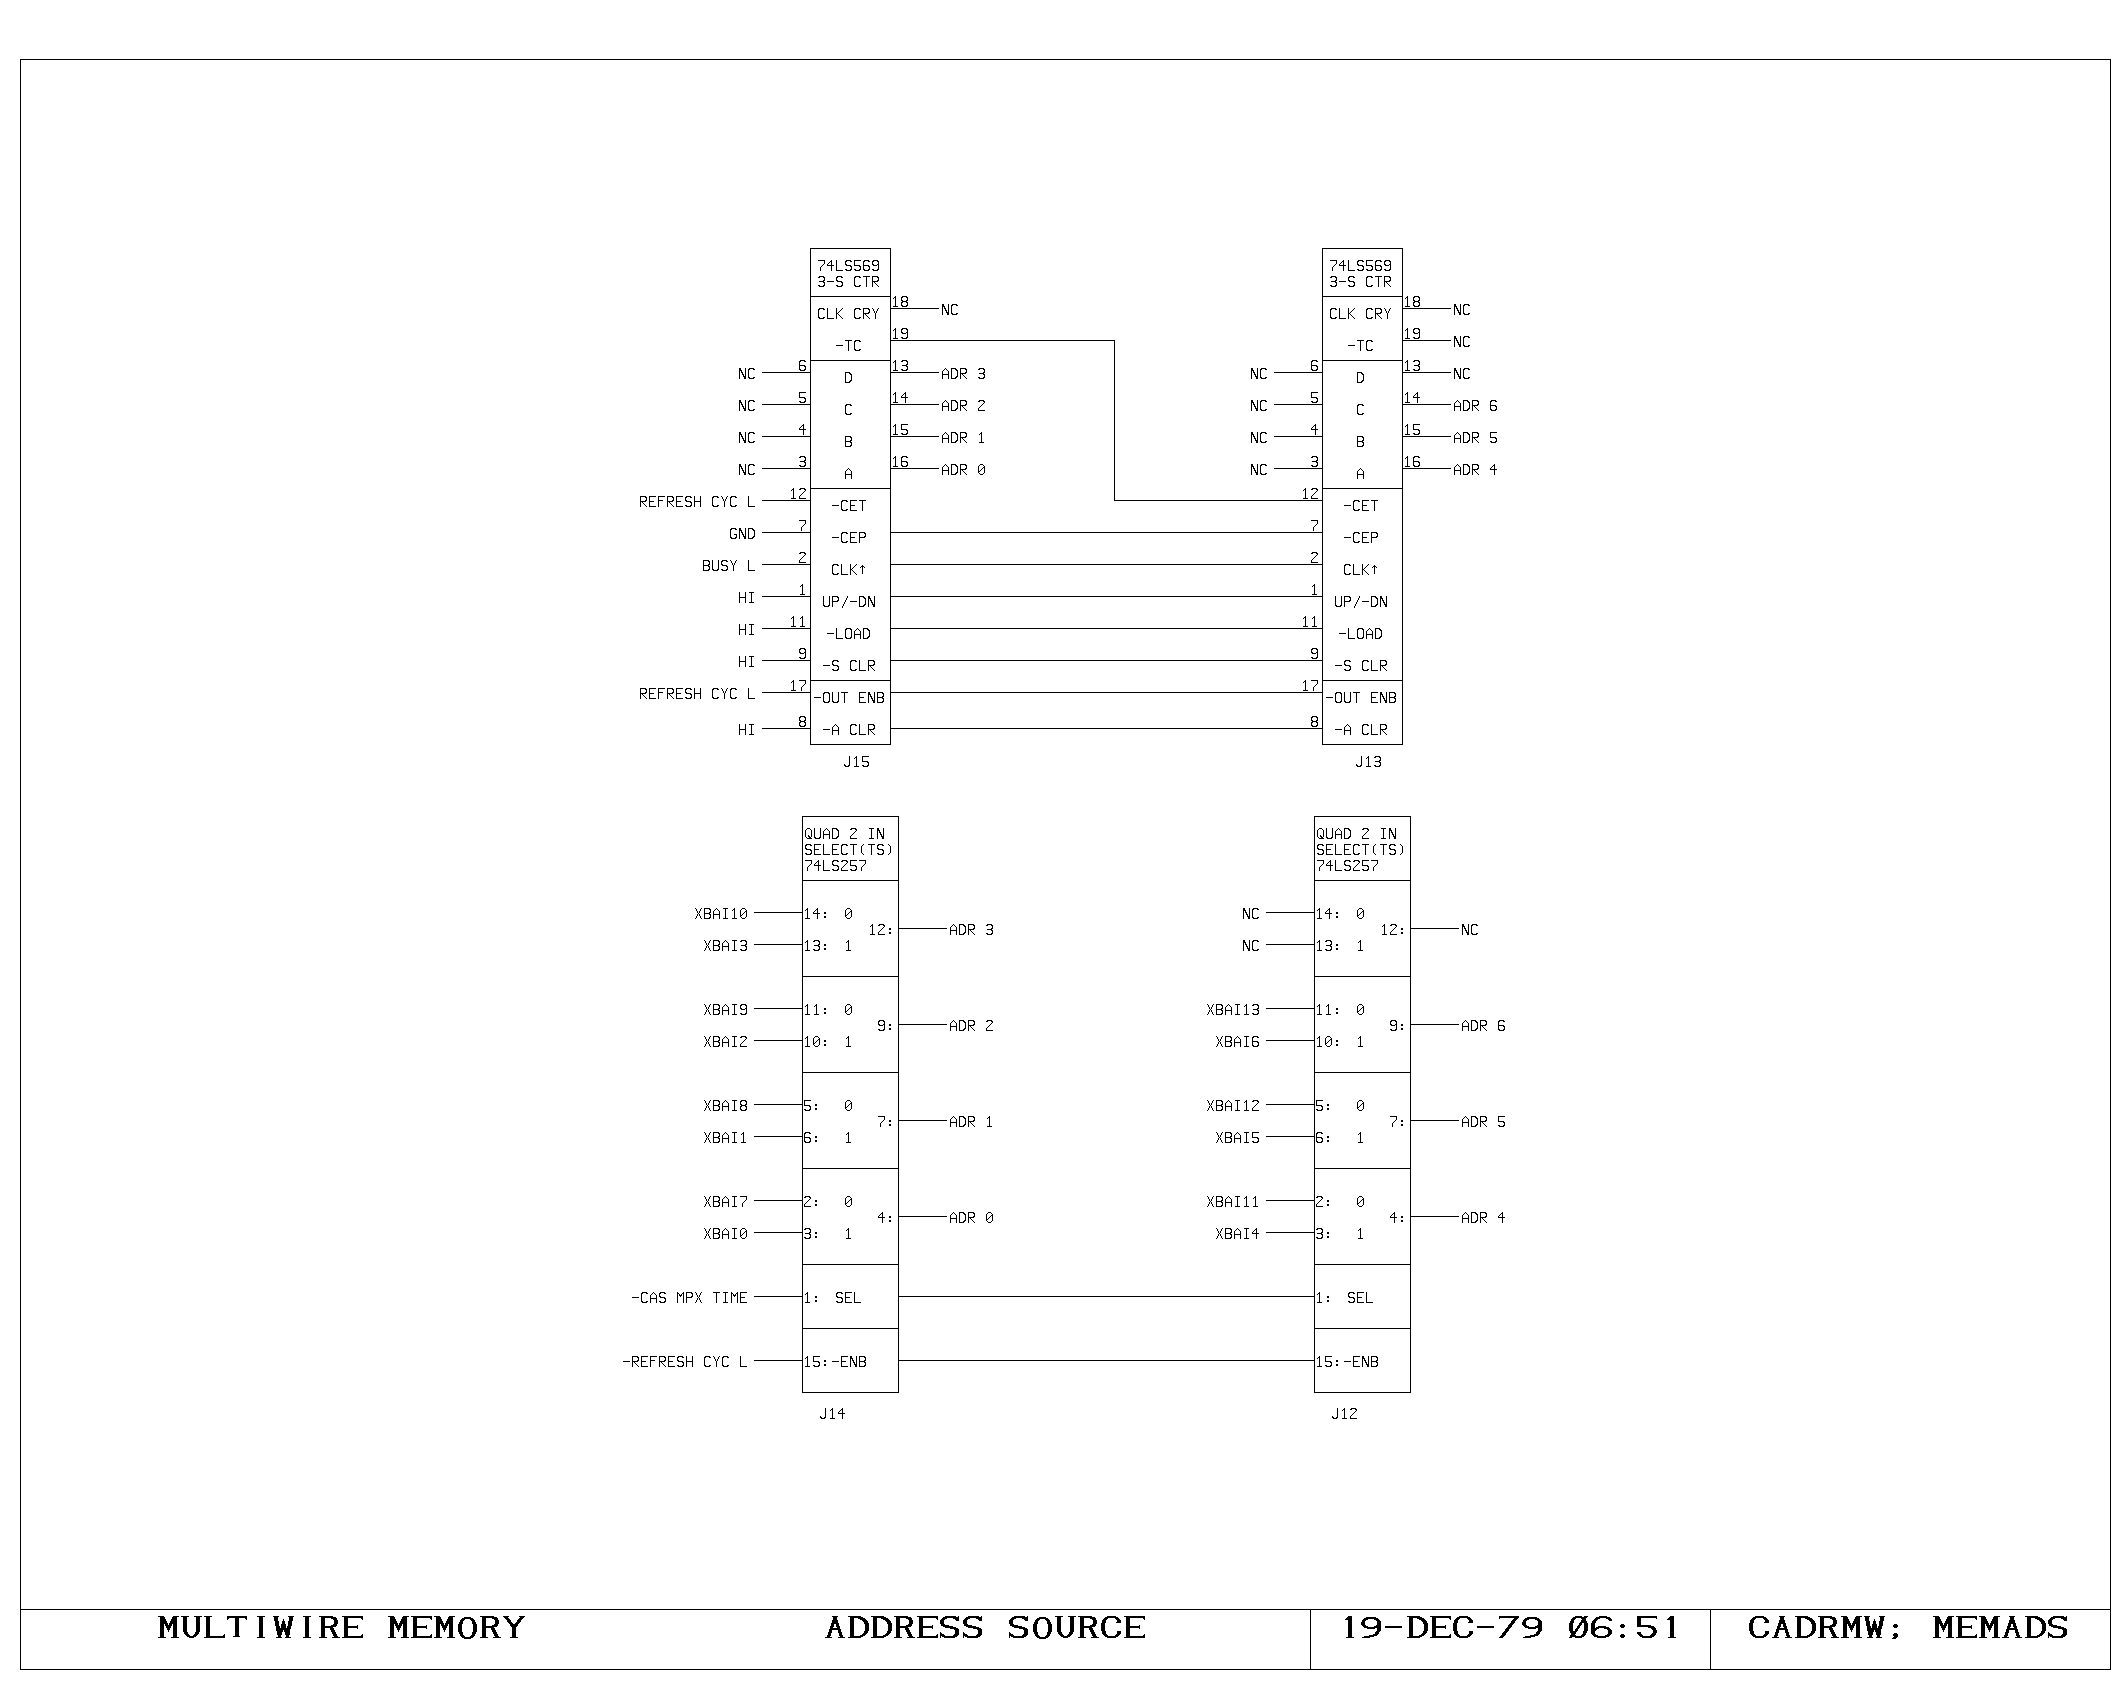 74LS569
3-S CTR
CLK CRY 18 NC
-TC 19
NC 6 D 13 ADR 3
NC 5 C 14 ADR 2
NC 4 B 15 ADR 1
NC 3 A 16 ADR 0
REFRESH CYC L 12 -CET
GND 7 -CEP
BUSY L 2 CLK↑
HI 1 UP/-DN
HI 11 -LOAD
HI 9 -S CLR
REFRESH CYC L 17 -OUT ENB
HI 8 -A CLR
J15
74LS569
3-S CTR
CLK CRY 18 NC
-TC 19 NC
NC 6 D 13 NC
NC 5 C 14 ADR 6
NC 4 B 15 ADR 5
NC 3 A 16 ADR 4
12 -CET
7 -CEP
2 CLK↑
1 UP/-DN
11 -LOAD
9 -S CLR
17 -OUT ENB
8 -A CLR
J13
QUAD 2 IN
SELECT(TS)
74LS257
XBAI10 14: 0
12: ADR 3
XBAI3 13: 1
XBAI9 11: 0
9: ADR 2
XBAI2 10: 1
XBAI8 5: 0
7: ADR 1
XBAI1 6: 1
XBAI7 2: 0
4: ADR 0
XBAI0 3: 1
-CAS MPX TIME 1: SEL
-REFRESH CYC L 15:-ENB
J14
QUAD 2 IN
SELECT(TS)
74LS257
NC 14: 0
12: NC
NC 13: 1
XBAI13 11: 0
9: ADR 6
XBAI6 10: 1
XBAI12 5: 0
7: ADR 5
XBAI5 6: 1
XBAI11 2: 0
4: ADR 4
XBAI4 3: 1
1: SEL
15:-ENB
J12
MULTIWIRE MEMORY ADDRESS SOURCE 19-DEC-79 06:51 CADRMW; MEMADS